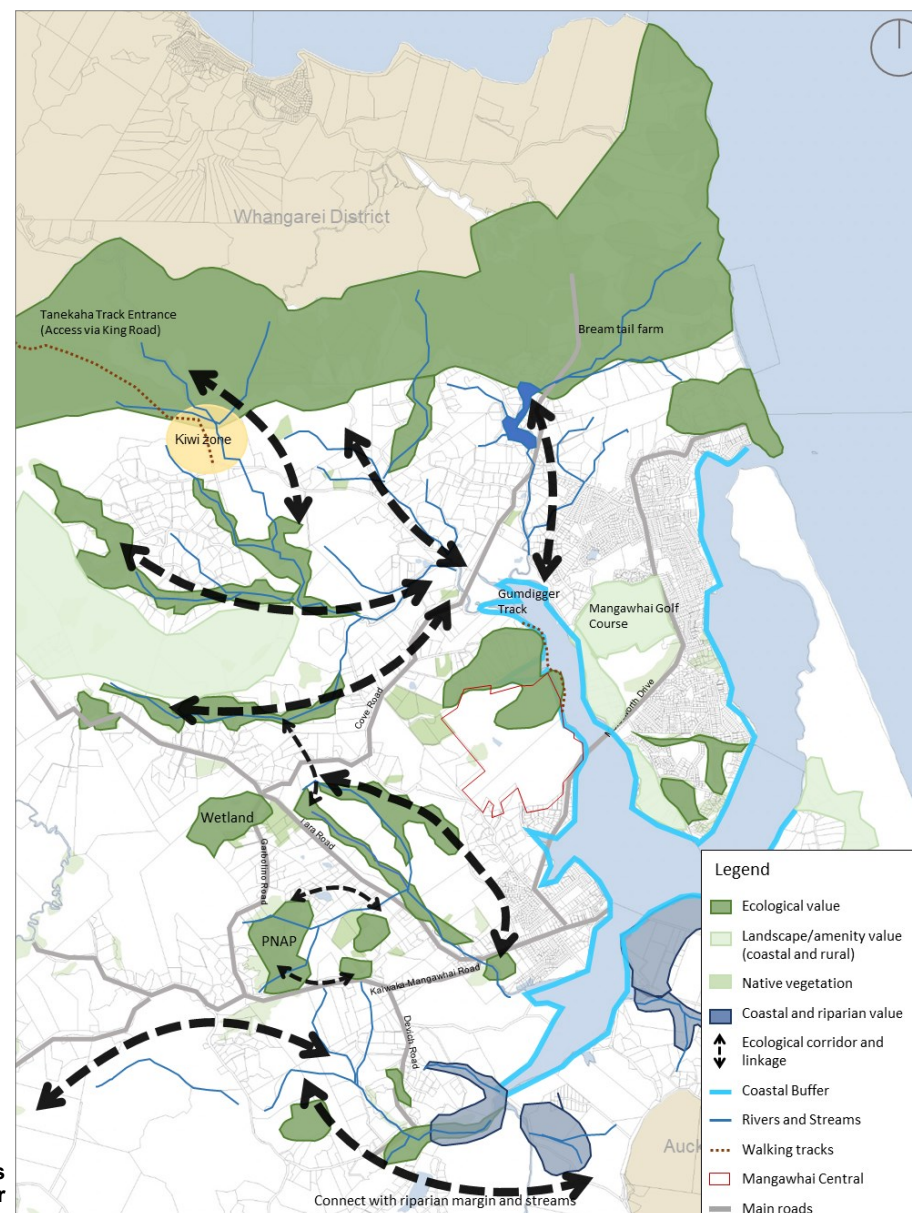 Whangarei District
Tanekaha Track Entrance
(Access via King Road)
Bream tail farm
Kiwi zone
Gumdigger
Track
Mangawhai Golf
Course
Cove Road
Drive
Wetland
Tara Road
Garbolino Road
PNAP
Kaiwaka-Mangawhai Road
Devich Road
Connect with riparian margin and streams
Legend
Ecological value
Landscape/amenity value
(coastal and rural)
Native vegetation
Coastal and riparian value
Ecological corridor and
linkage
Coastal Buffer
Rivers and Streams
Walking tracks
Mangawhai Central
Main roads